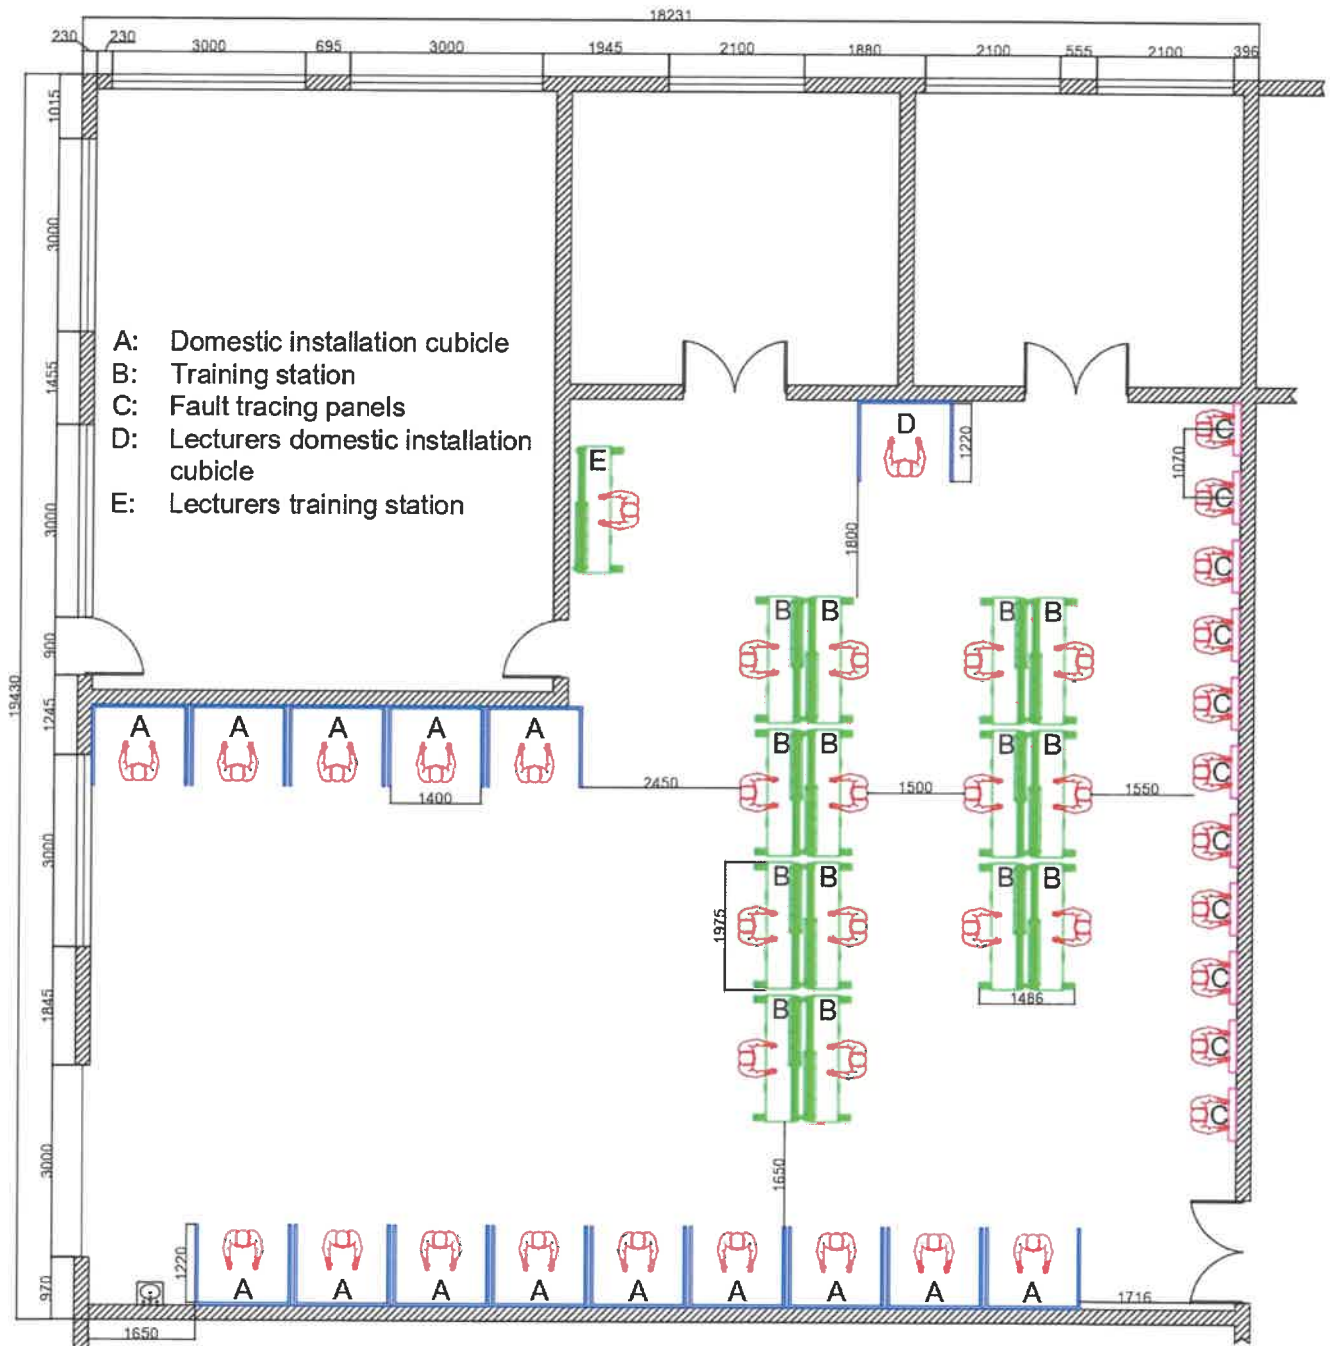 18231
230
230
3000
695
3000
1945
2100
1880
2100
555
2100
396
1015
3000
1455
3000
900
1245
3000
1845
3000
970
19430
A: Domestic installation cubicle
B: Training station
C: Fault tracing panels
D: Lecturers domestic installation
cubicle
E: Lecturers training station
D
1220
C
1070
C
E
1800
C
B B B B
C
C
A A A A A
C
1400
2450
B B B B
1500
1550
C
B B B B
C
1975
C
1486
B B
C
C
1650
1220
A A A A A A A A A
1650
1716